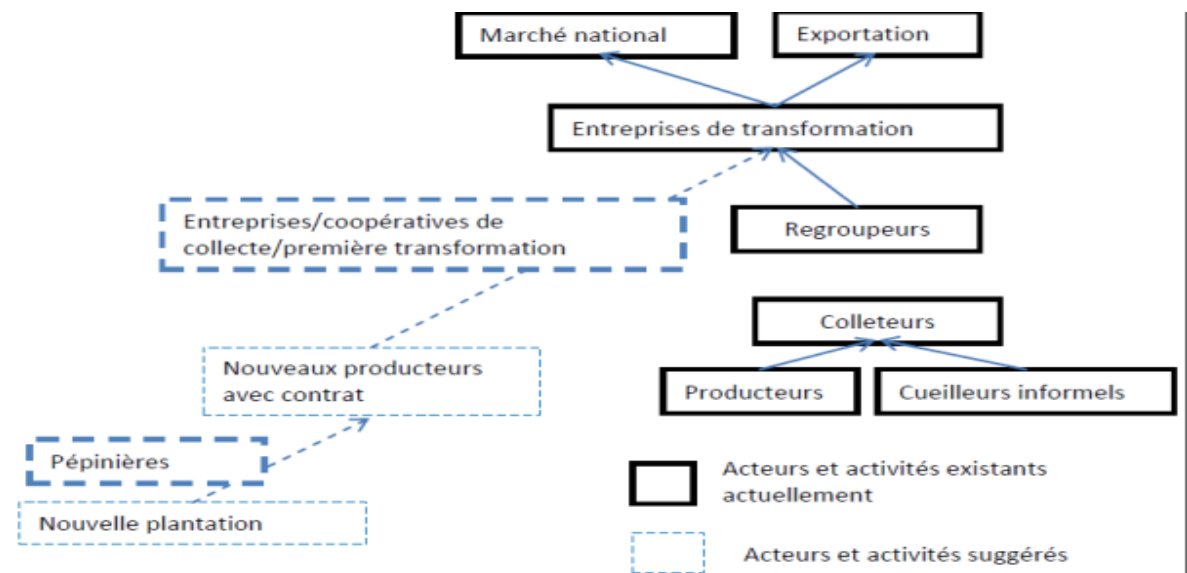 Marché national
Exportation
Entreprises de transformation
Entreprises/coopératives de
collecte/première transformation
Regroupeurs
Colleteurs
Nouveaux producteurs
avec contrat
Producteurs
Cueilleurs informels
Pépinières
Nouvelle plantation
Acteurs et activités existants
actuellement
Acteurs et activités suggérés